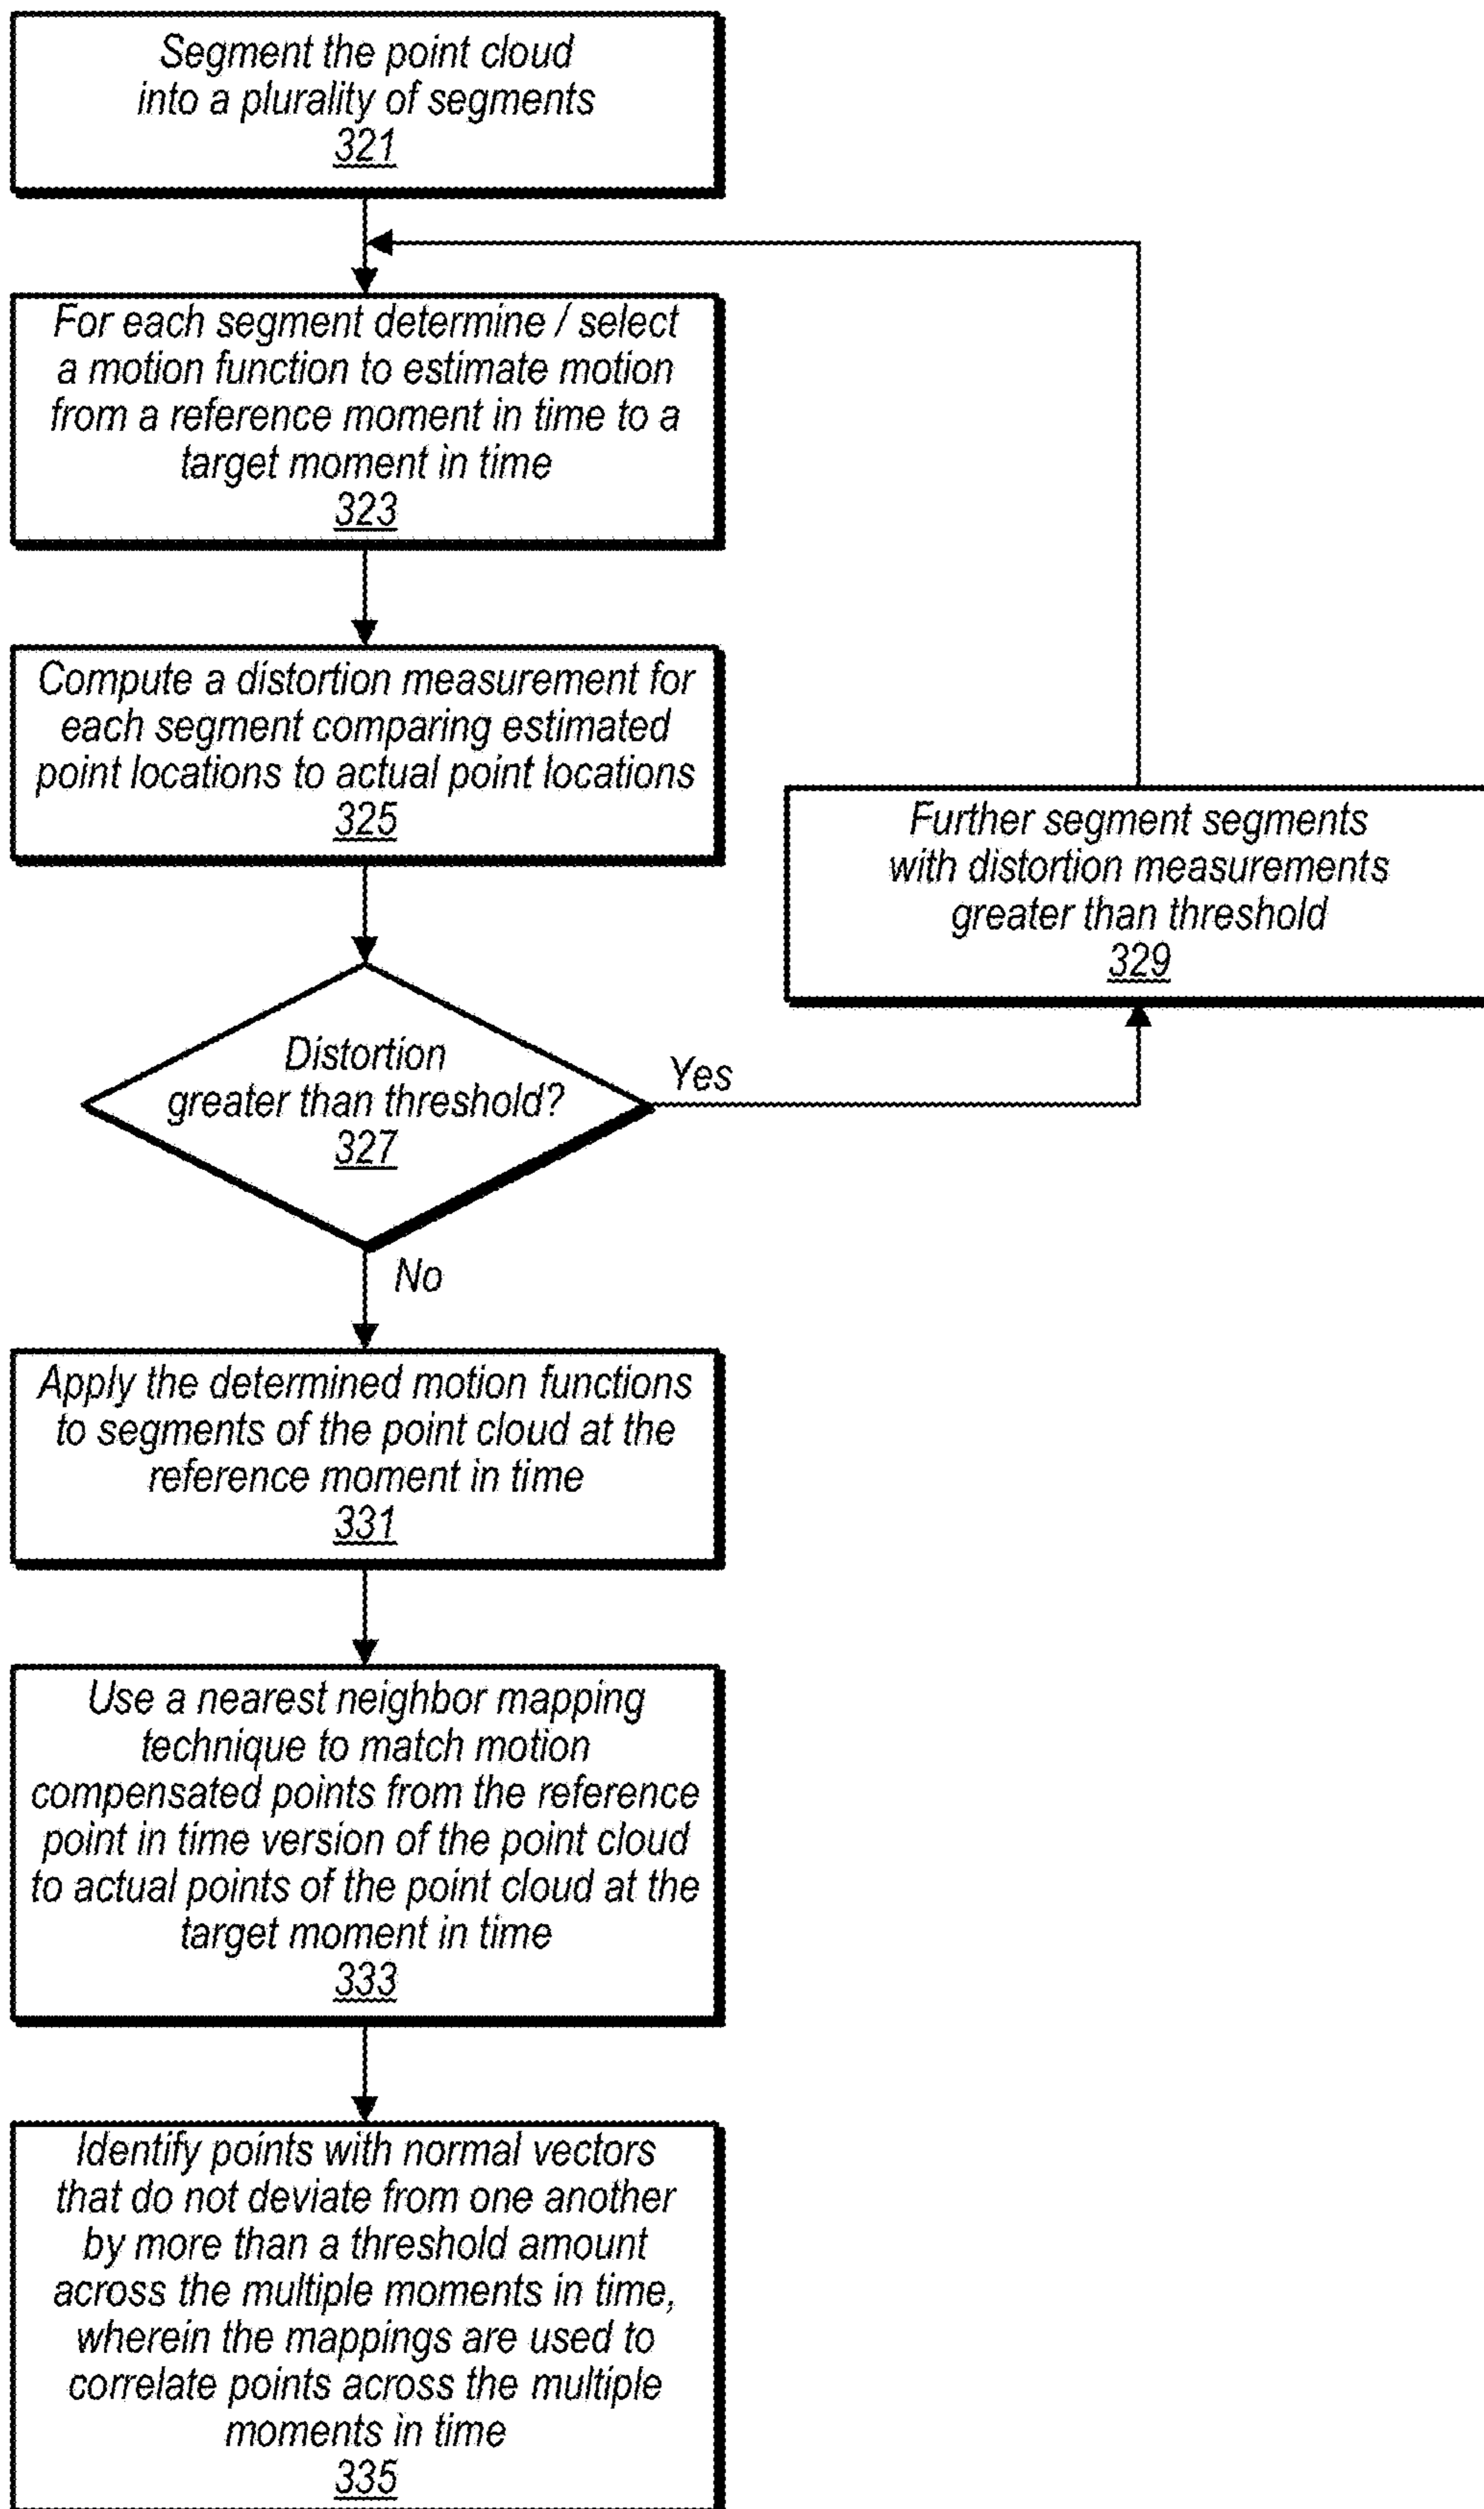 Segment the point cloud
into a plurality of segments
321
For each segment determine / select
a motion function to estimate motion
from a reference moment in time to a
target moment in time
323
Compute a distortion measurement for
each segment comparing estimated
point locations to actual point locations
325
Further segment segments
with distortion measurements
greater than threshold
329
Distortion
greater than threshold?
327
Yes
No
Apply the determined motion functions
to segments of the point cloud at the
reference moment in time
331
Use a nearest neighbor mapping
technique to match motion
compensated points from the reference
point in time version of the point cloud
to actual points of the point cloud at the
target moment in time
333
Identify points with normal vectors
that do not deviate from one another
by more than a threshold amount
across the multiple moments in time,
wherein the mappings are used to
correlate points across the multiple
moments in time
335